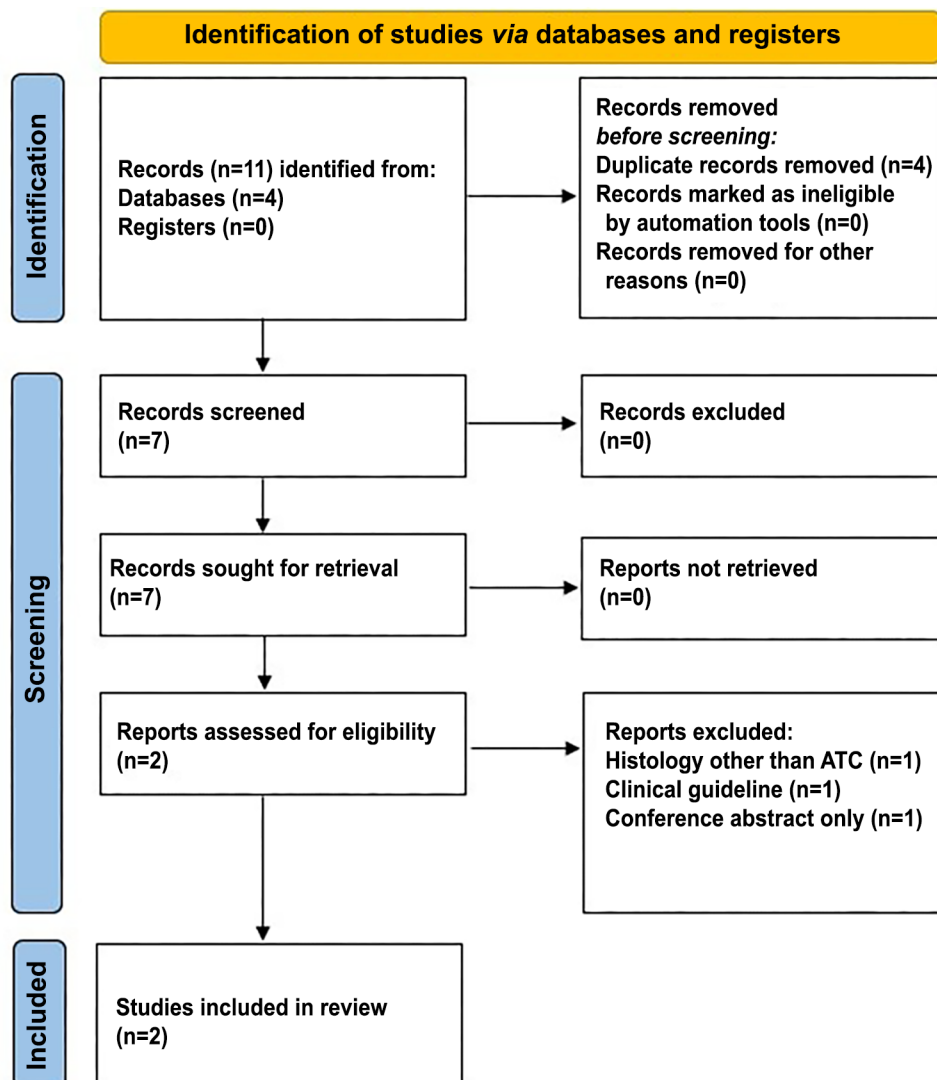 Identification of studies via databases and registers
Identification
Records (n=11) identified from:
Databases (n=4)
Registers (n=0)
Records removed
before screening:
Duplicate records removed (n=4)
Records marked as ineligible
by automation tools (n=0)
Records removed for other
reasons (n=0)
Screening
Records screened
(n=7)
Records excluded
(n=0)
Records sought for retrieval
(n=7)
Reports not retrieved
(n=0)
Reports assessed for eligibility
(n=2)
Reports excluded:
Histology other than ATC (n=1)
Clinical guideline (n=1)
Conference abstract only (n=1)
Included
Studies included in review
(n=2)